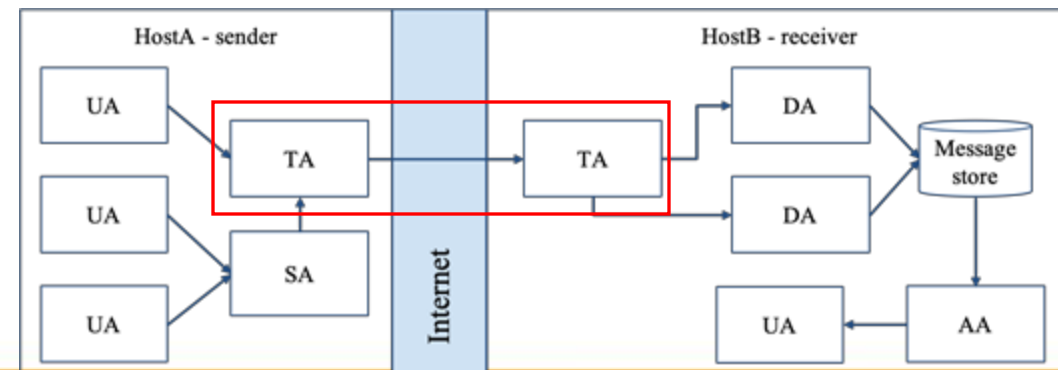 HostA - sender
HostB - receiver
UA
TA
UA
SA
UA
Internet
TA
DA
DA
Message
store
UA
AA